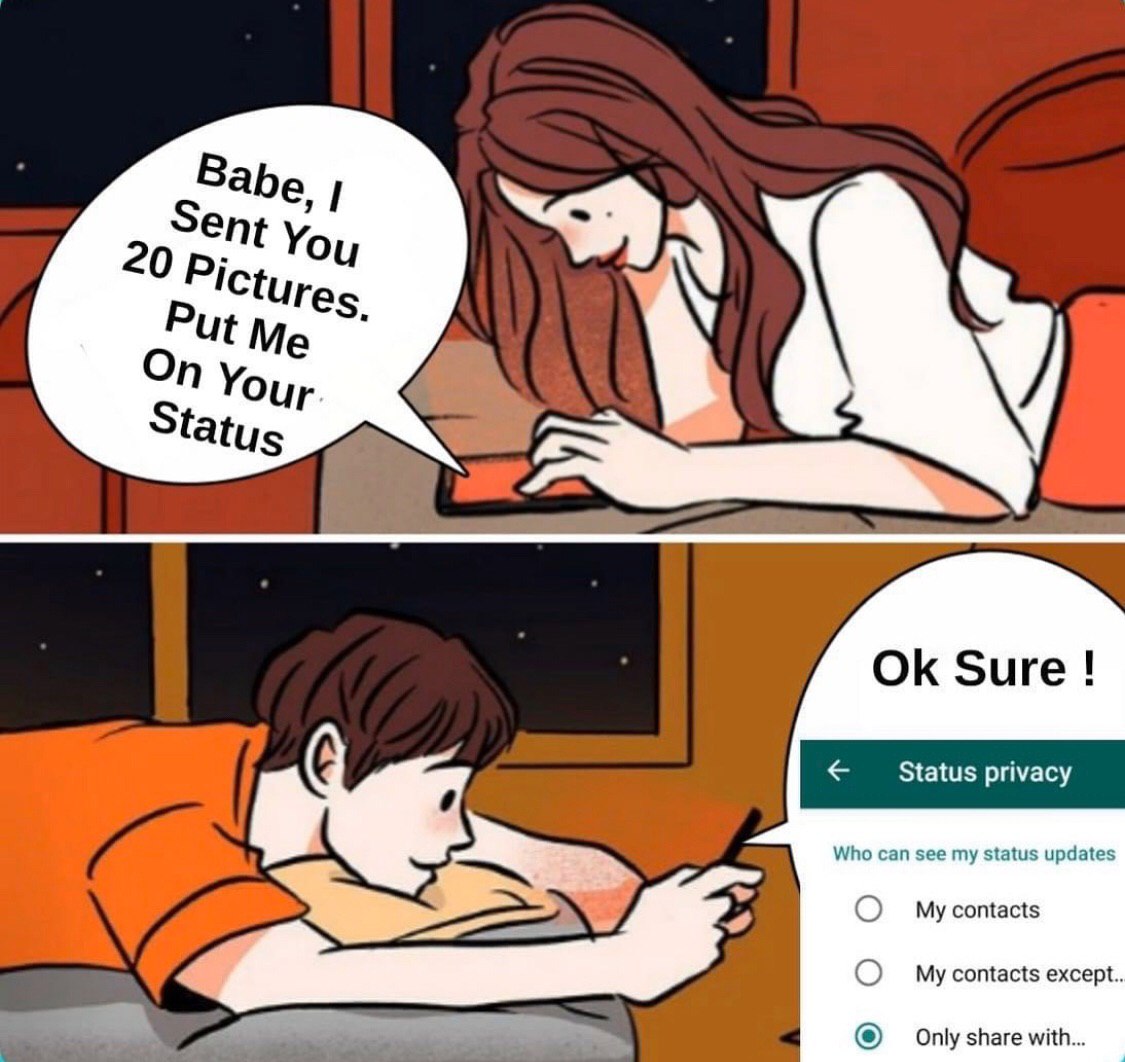 Babe, I
Sent You
20 Pictures.
Put Me
On Your
Status
Ok Sure !
Status privacy
Who can see my status updates
My contacts
My contacts except...
Only share with...